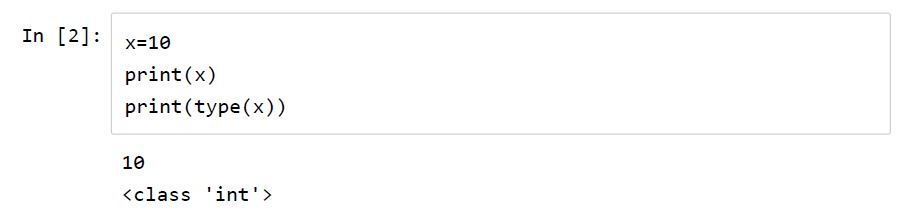 In [2]:
x=10
print(x)
print(type(x))
10
<class 'int'>